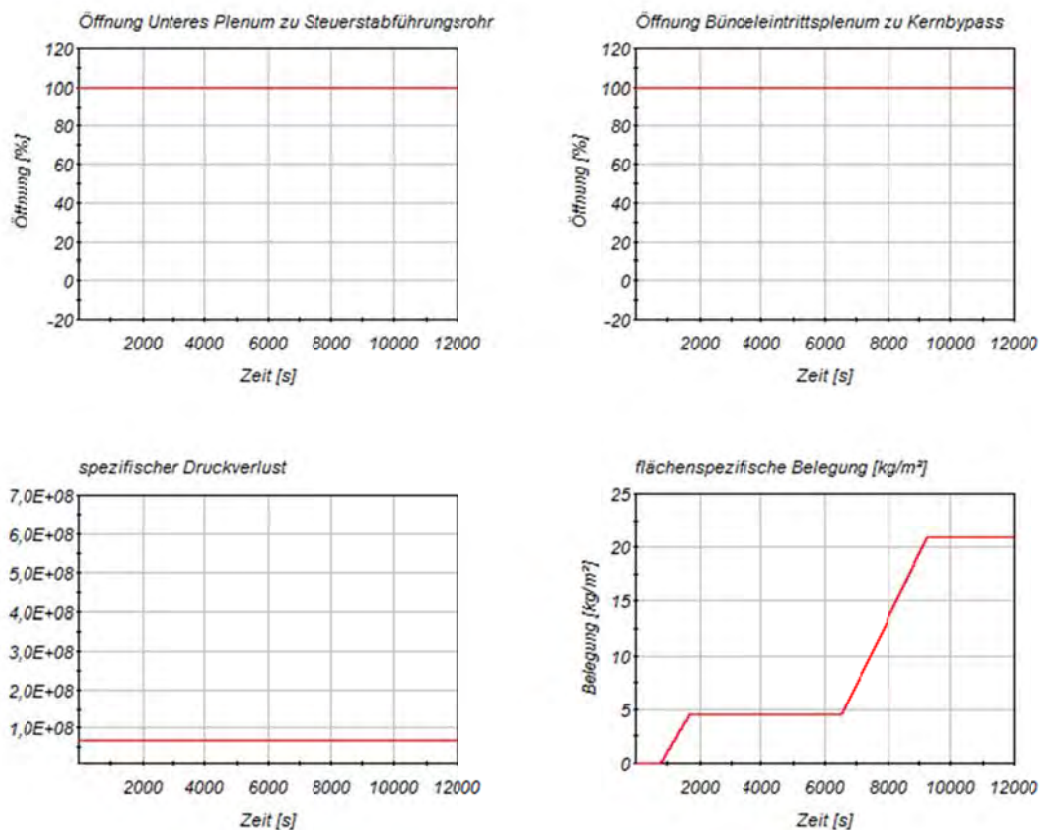 Öffnung Unteres Plenum zu Steuerstabführungsrohr
120
100
80
60
40
20
0
-20
Öffnung [%]
2000 4000 6000 8000 10000 12000
Zeit [s]
Öffnung Bündeleintrittsplenum zu Kernbypass
120
100
80
60
40
20
0
-20
Öffnung [%]
2000 4000 6000 8000 10000 12000
Zeit [s]
spezifischer Druckverlust
7,0E+08
6,0E+08
5,0E+08
4,0E+08
3,0E+08
2,0E+08
1,0E+08
2000 4000 6000 8000 10000 12000
Zeit [s]
flächenspezifische Belegung [kg/m²]
25
20
15
10
5
0
Belegung [kg/m²]
2000 4000 6000 8000 10000 12000
Zeit [s]